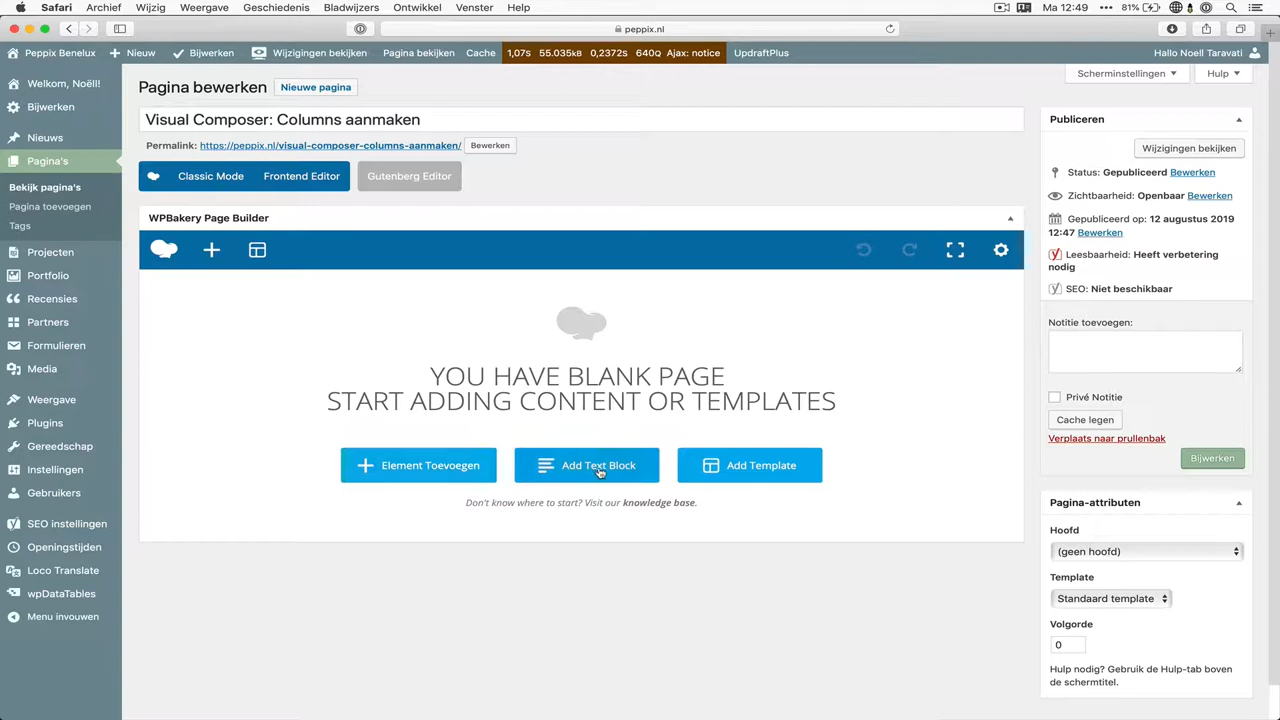 Safari Archief Wijzig Weergave Geschiedenis Bladwijzers Ontwikkel Venster Help
81% Ma 12:49
peppix.nl
Peppix Benelux Nieuw Bijwerken Wijzigingen bekijken Pagina bekijken Cache 1,07S 55.035KB 0,2372S 640Q Ajax: notice UpdraftPlus Hallo Noell Taravati
Welkom, Noëll!
Bijwerken
Nieuws
Pagina's
Bekijk pagina's
Pagina toevoegen
Tags
Projecten
Portfolio
Recensies
Partners
Formulieren
Media
Weergave
Plugins
Gereedschap
Instellingen
Gebruikers
SEO instellingen
Openingstijden
Loco Translate
wpDataTables
Menu invouwen
Scherminstellingen Hulp
Pagina bewerken Nieuwe pagina
Visual Composer: Columns aanmaken
Permalink: https://peppix.nl/visual-composer-columns-aanmaken/ Bewerken
Classic Mode Frontend Editor Gutenberg Editor
WPBakery Page Builder
YOU HAVE BLANK PAGE
START ADDING CONTENT OR TEMPLATES
Element Toevoegen Add Text Block Add Template
Don't know where to start? Visit our knowledge base.
Publiceren
Wijzigingen bekijken
Status: Gepubliceerd Bewerken
Zichtbaarheid: Openbaar Bewerken
Gepubliceerd op: 12 augustus 2019
12:47 Bewerken
Leesbaarheid: Heeft verbetering
nodig
SEO: Niet beschikbaar
Notitie toevoegen:
Privé Notitie
Cache legen
Verplaats naar prullenbak
Bijwerken
Pagina-attributen
Hoofd
(geen hoofd)
Template
Standaard template
Volgorde
0
Hulp nodig? Gebruik de Hulp-tab boven
de schermtitel.